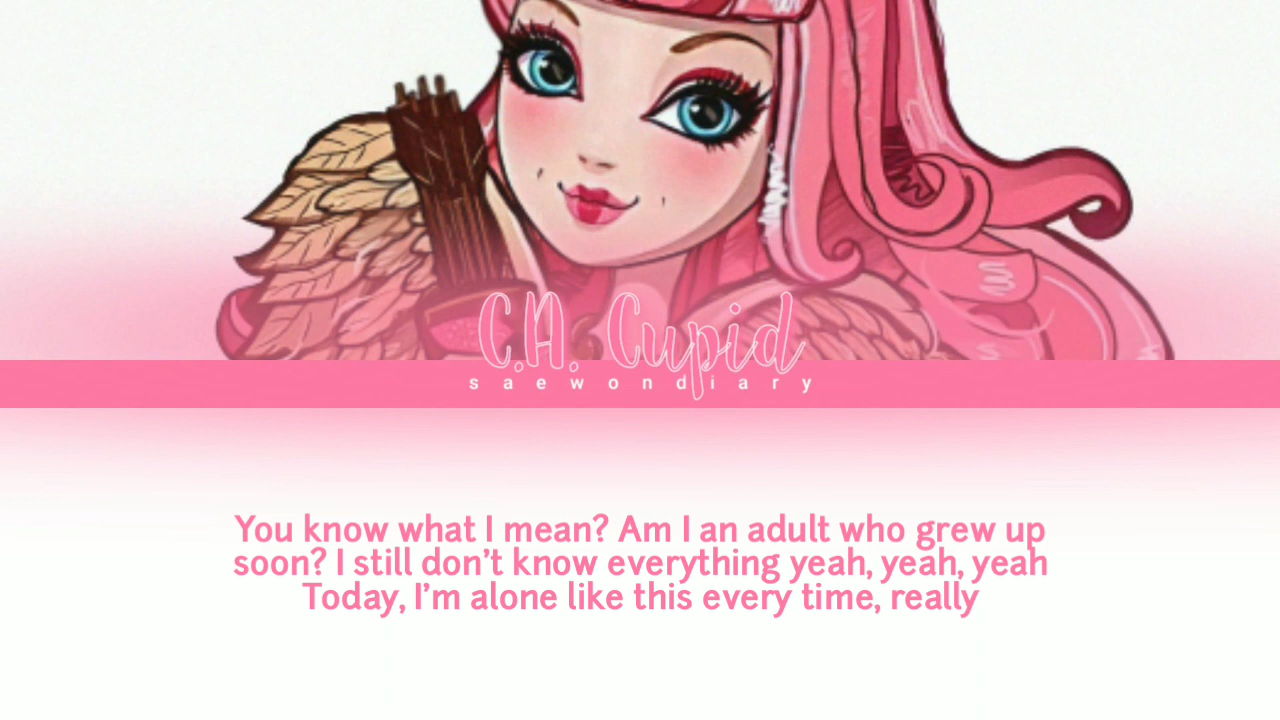 C.A. Cupid
saewondiary
You know what I mean? Am I an adult who grew up
soon? I still don't know everything yeah, yeah, yeah
Today, I'm alone like this every time, really